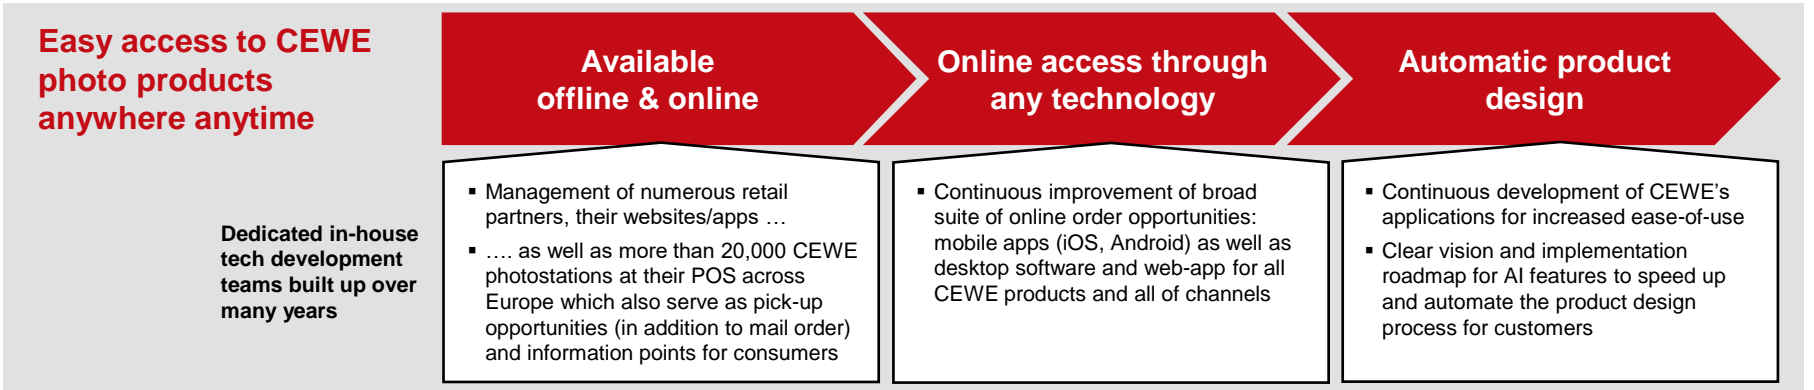 Easy access to CEWE
photo products
anywhere anytime
Available
offline & online
Online access through
any technology
Automatic product
design
Dedicated in-house
tech development
teams built up over
many years
▪ Management of numerous retail
partners, their websites/apps …
▪ …. as well as more than 20,000 CEWE
photostations at their POS across
Europe which also serve as pick-up
opportunities (in addition to mail order)
and information points for consumers
▪ Continuous improvement of broad
suite of online order opportunities:
mobile apps (iOS, Android) as well as
desktop software and web-app for all
CEWE products and all of channels
▪ Continuous development of CEWE’s
applications for increased ease-of-use
▪ Clear vision and implementation
roadmap for AI features to speed up
and automate the product design
process for customers